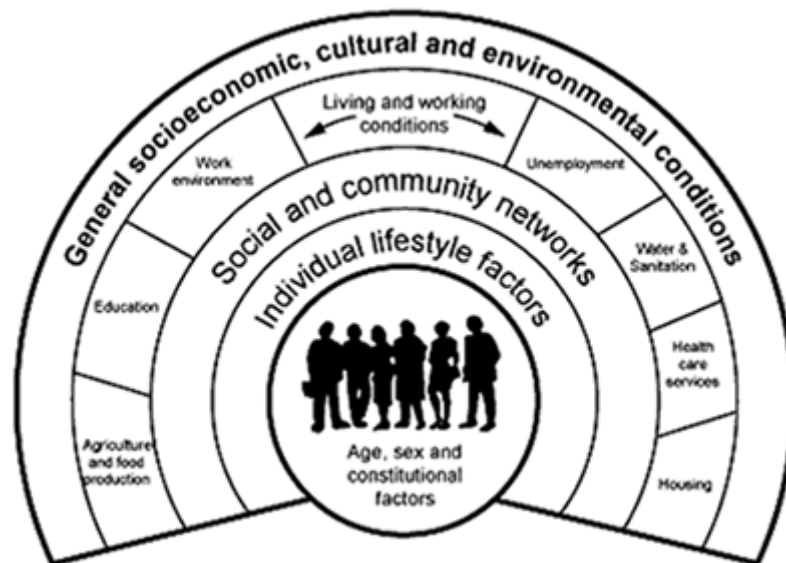 General socioeconomic, cultural and environmental conditions
Living and working
conditions
Work
environment
Unemployment
Education
Water &
Sanitation
Agriculture
and food
production
Health
care
services
Housing
Social and community networks
Individual lifestyle factors
Age, sex and
constitutional
factors